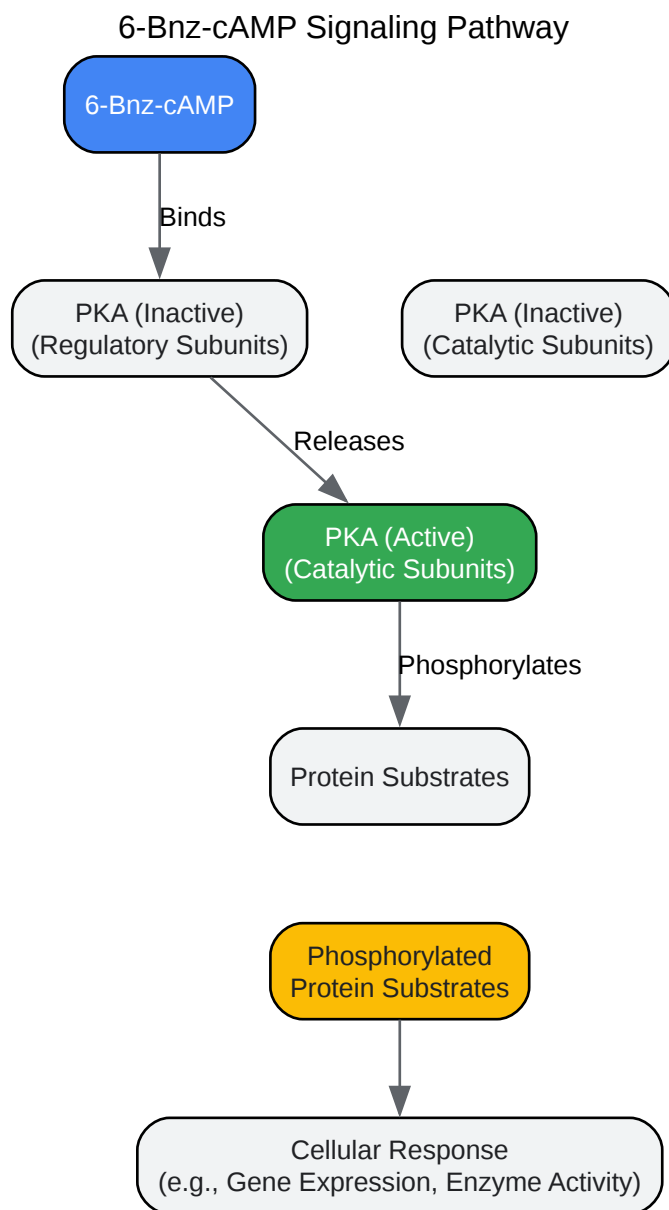 6-Bnz-cAMP Signaling Pathway
6-Bnz-cAMP
Binds
PKA (Inactive)
(Regulatory Subunits)
PKA (Inactive)
(Catalytic Subunits)
Releases
PKA (Active)
(Catalytic Subunits)
Phosphorylates
Protein Substrates
Phosphorylated
Protein Substrates
Cellular Response
(e.g., Gene Expression, Enzyme Activity)